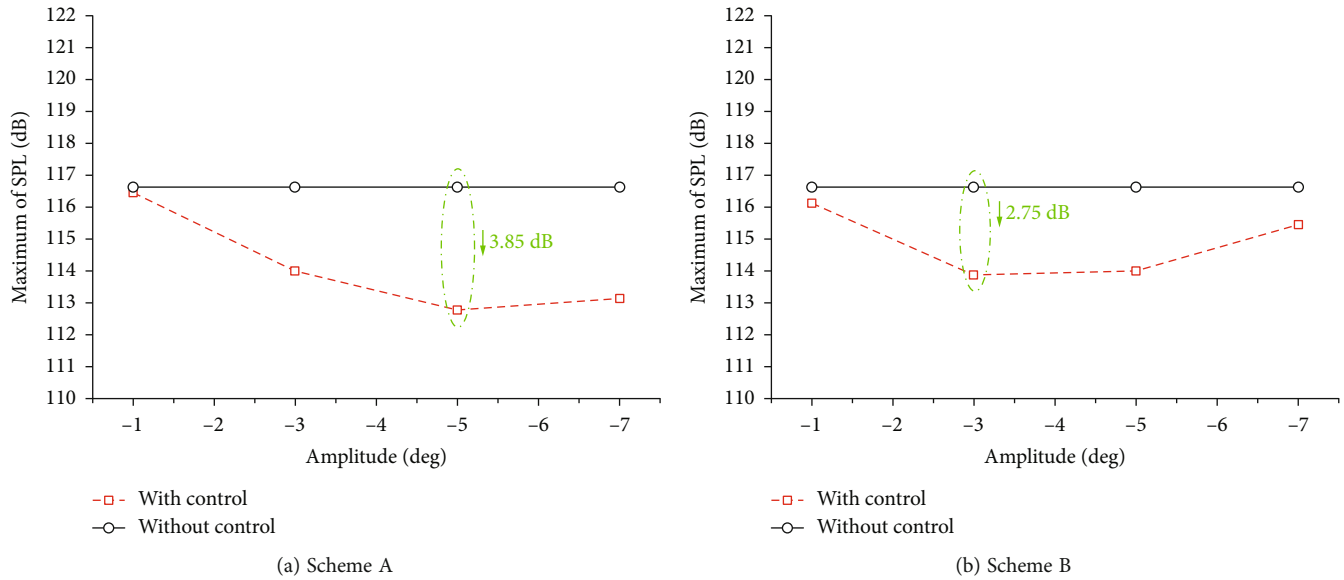 122
121
120
119
118
117
116
115
114
113
112
111
110
Maximum of SPL (dB)
3.85 dB
–1 –2 –3 –4 –5 –6 –7
Amplitude (deg)
With control
Without control
(a) Scheme A
122
121
120
119
118
117
116
115
114
113
112
111
110
Maximum of SPL (dB)
2.75 dB
–1 –2 –3 –4 –5 –6 –7
Amplitude (deg)
With control
Without control
(b) Scheme B